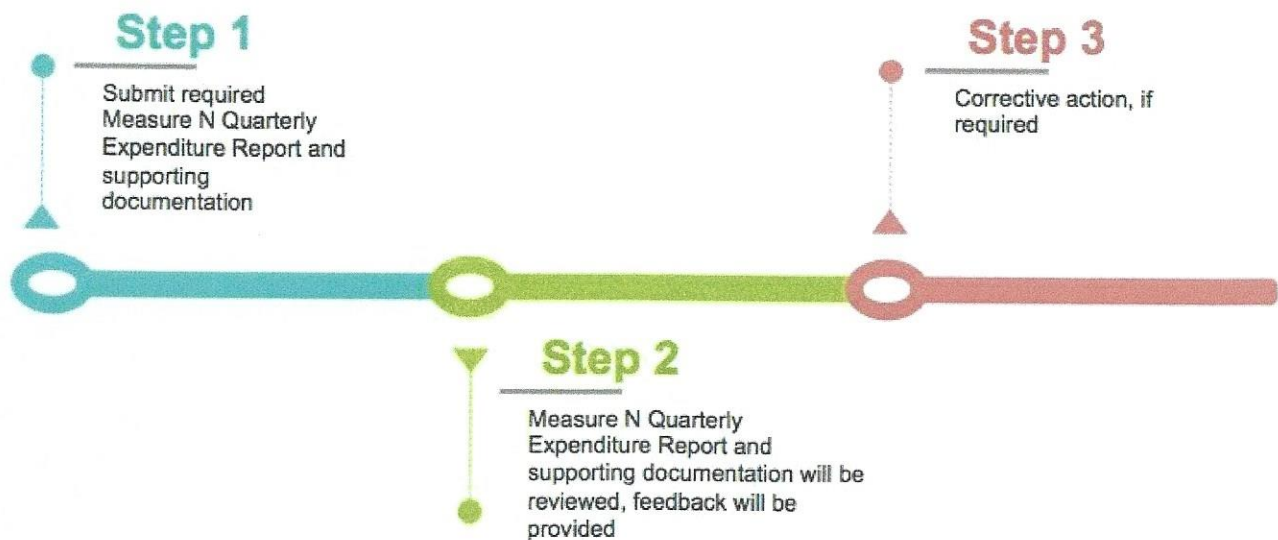 Step 1
Submit required
Measure N Quarterly
Expenditure Report and
supporting
documentation
Step 2
Measure N Quarterly
Expenditure Report and
supporting documentation will be
reviewed, feedback will be
provided
Step 3
Corrective action, if
required